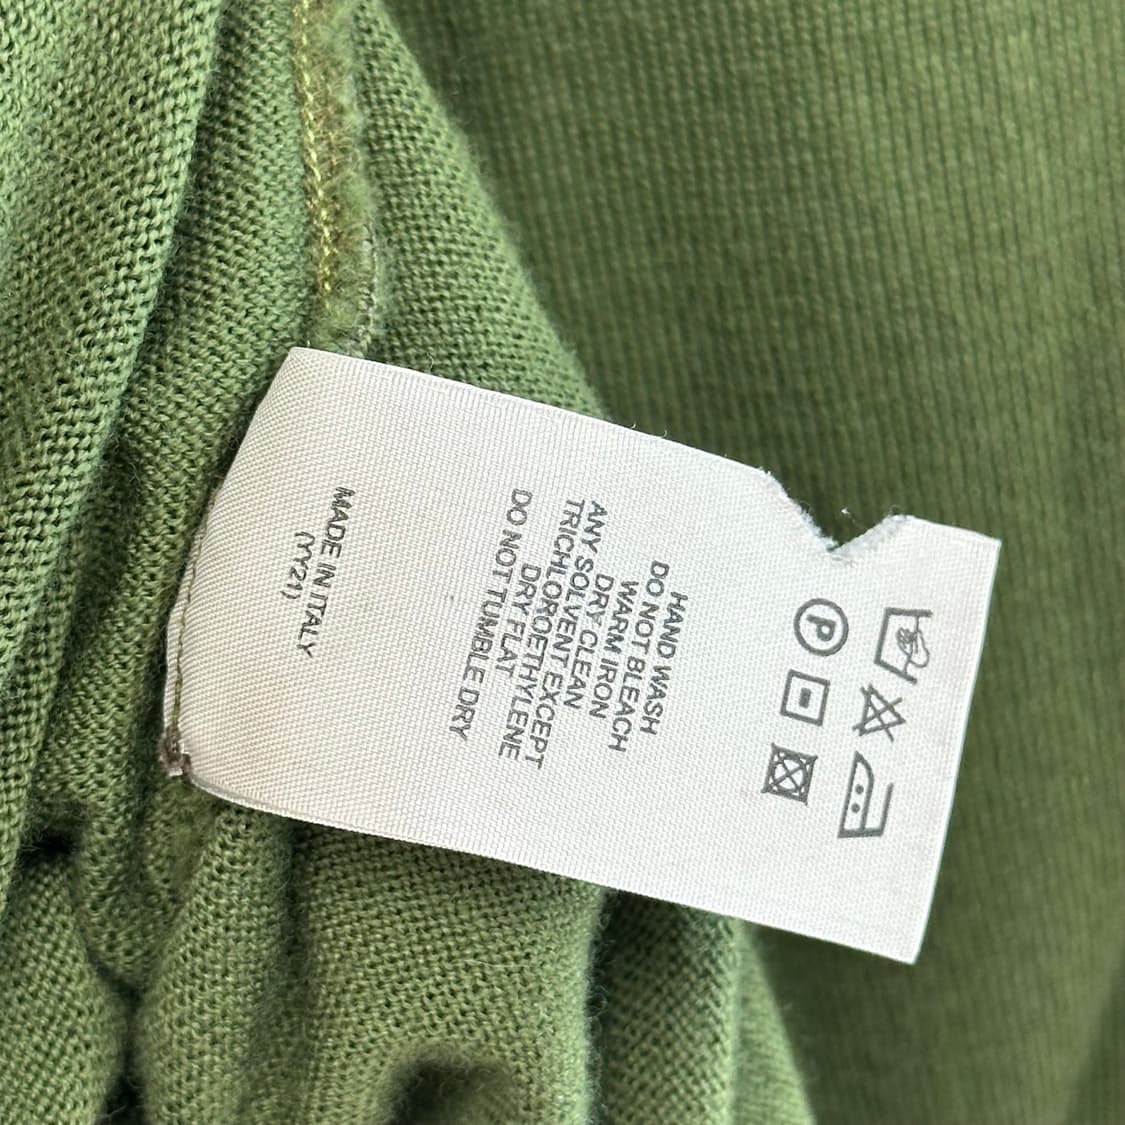 P
HAND WASH
DO NOT BLEACH
WARM IRON
DRY CLEAN
ANY SOLVENT EXCEPT
TRICHLOROETHYLENE
DRY FLAT
DO NOT TUMBLE DRY
MADE IN ITALY
(YY21)